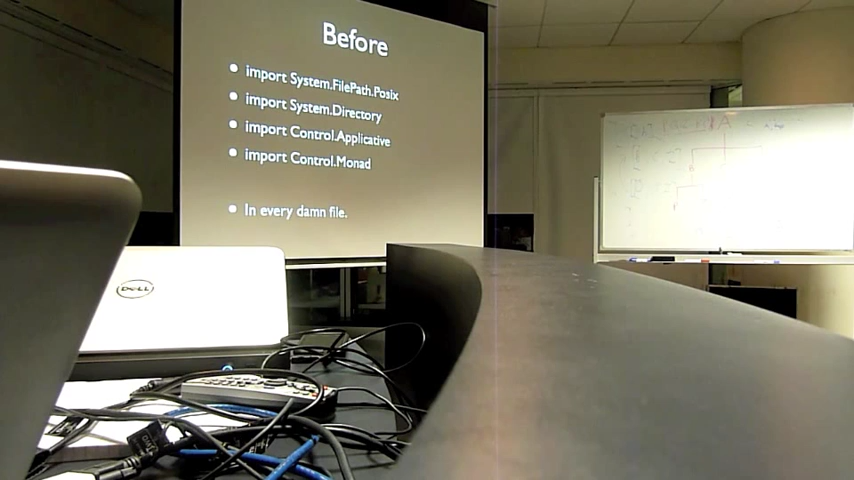 Before
import System.FilePath.Posix
import System.Directory
import Control.Applicative
import Control.Monad
In every damn file.
DELL